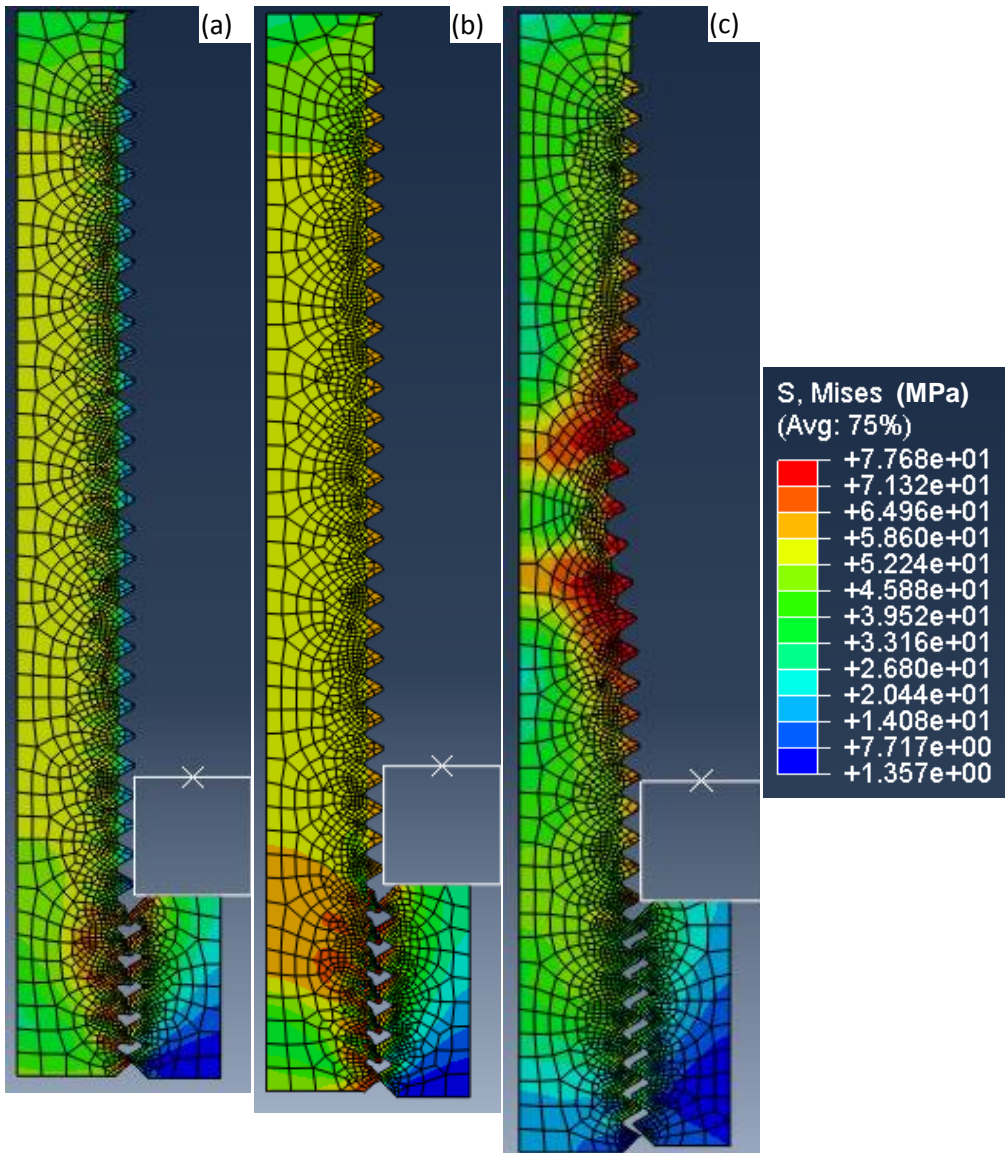 (a)
(b)
(c)
S, Mises (MPa)
(Avg: 75%)
+7.768e+01
+7.132e+01
+6.496e+01
+5.860e+01
+5.224e+01
+4.588e+01
+3.952e+01
+3.316e+01
+2.680e+01
+2.044e+01
+1.408e+01
+7.717e+00
+1.357e+00